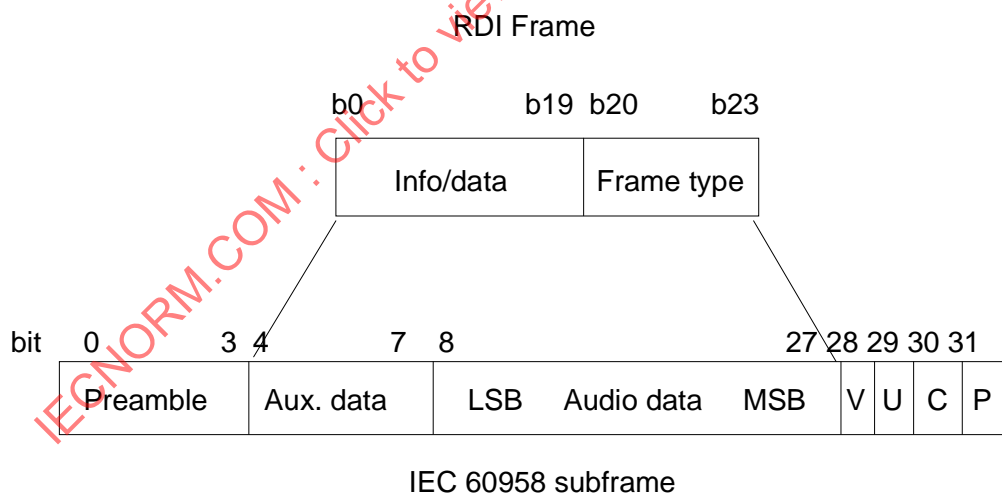 RDI Frame
b0 b19 b20 b23
Info/data Frame type
bit 0 3 4 7 8 27 28 29 30 31
Preamble Aux. data LSB Audio data MSB V U C P
IEC 60958 subframe
IECNORM.COM : Click to view